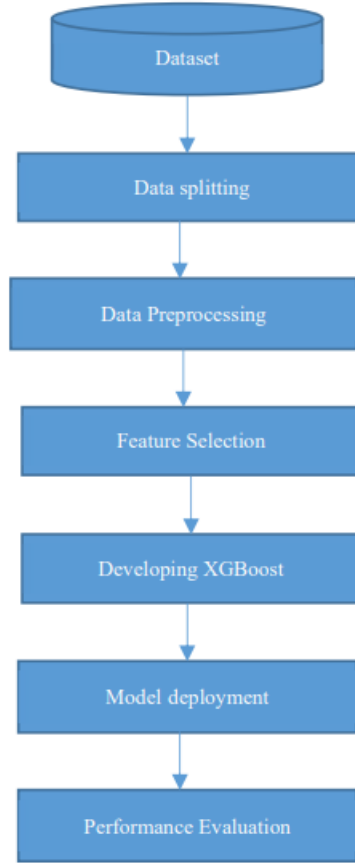 Dataset
Data splitting
Data Preprocessing
Feature Selection
Developing XGBoost
Model deployment
Performance Evaluation